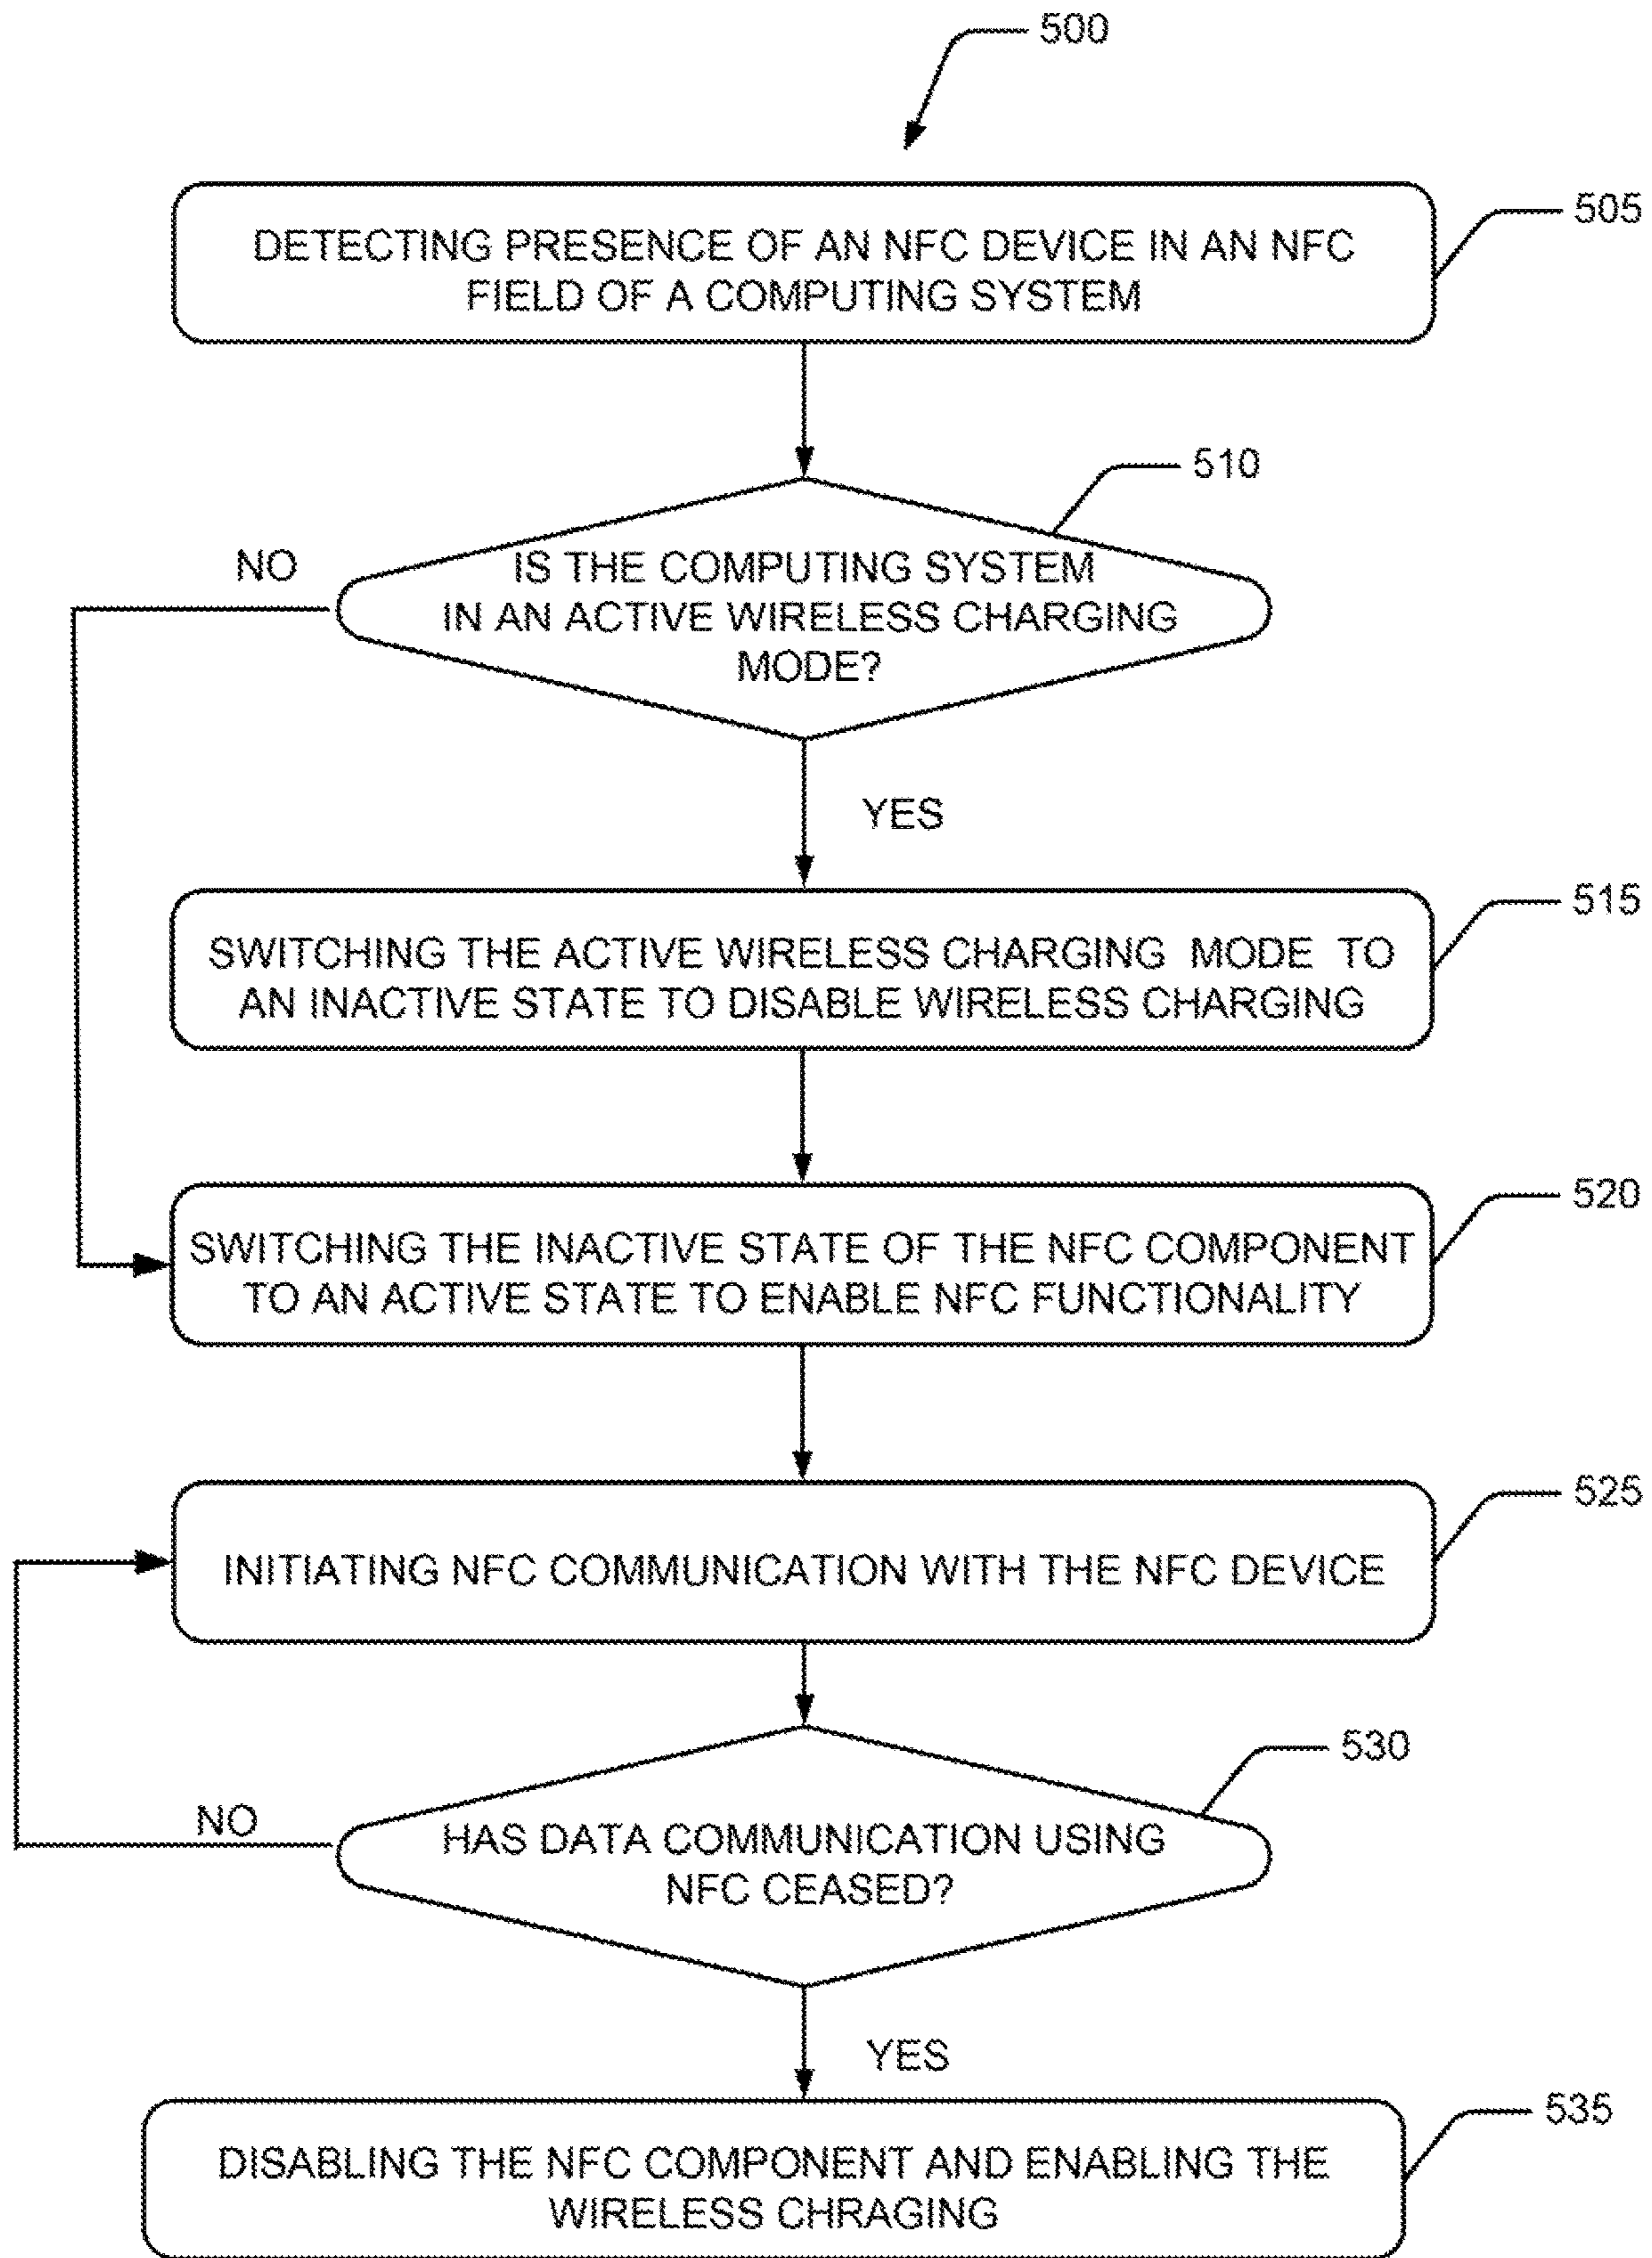 500
DETECTING PRESENCE OF AN NFC DEVICE IN AN NFC
FIELD OF A COMPUTING SYSTEM
505
510
NO
IS THE COMPUTING SYSTEM
IN AN ACTIVE WIRELESS CHARGING
MODE?
YES
515
SWITCHING THE ACTIVE WIRELESS CHARGING MODE TO
AN INACTIVE STATE TO DISABLE WIRELESS CHARGING
520
SWITCHING THE INACTIVE STATE OF THE NFC COMPONENT
TO AN ACTIVE STATE TO ENABLE NFC FUNCTIONALITY
525
INITIATING NFC COMMUNICATION WITH THE NFC DEVICE
530
NO
HAS DATA COMMUNICATION USING
NFC CEASED?
YES
535
DISABLING THE NFC COMPONENT AND ENABLING THE
WIRELESS CHRAGING